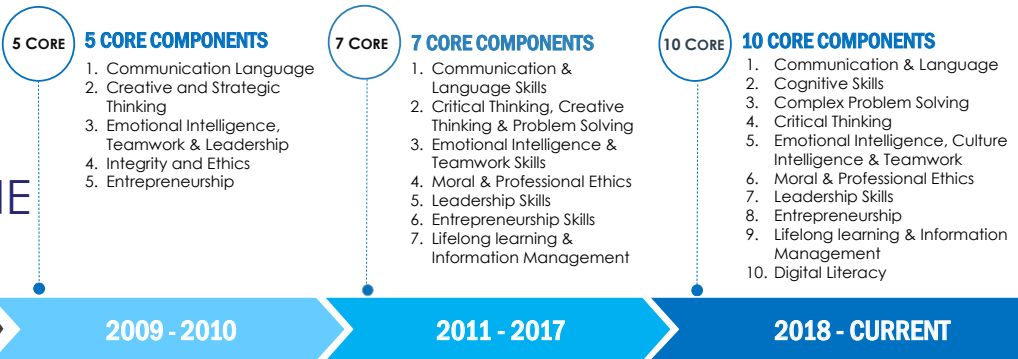 5 CORE
5 CORE COMPONENTS
1. Communication Language
2. Creative and Strategic
Thinking
3. Emotional Intelligence,
Teamwork & Leadership
4. Integrity and Ethics
5. Entrepreneurship
7 CORE
7 CORE COMPONENTS
1. Communication &
Language Skills
2. Critical Thinking, Creative
Thinking & Problem Solving
3. Emotional Intelligence &
Teamwork Skills
4. Moral & Professional Ethics
5. Leadership Skills
6. Entrepreneurship Skills
7. Lifelong learning &
Information Management
10 CORE
10 CORE COMPONENTS
1. Communication & Language
2. Cognitive Skills
3. Complex Problem Solving
4. Critical Thinking
5. Emotional Intelligence, Culture
Intelligence & Teamwork
6. Moral & Professional Ethics
7. Leadership Skills
8. Entrepreneurship
9. Lifelong learning & Information
Management
10. Digital Literacy
2009 - 2010
2011 - 2017
2018 - CURRENT